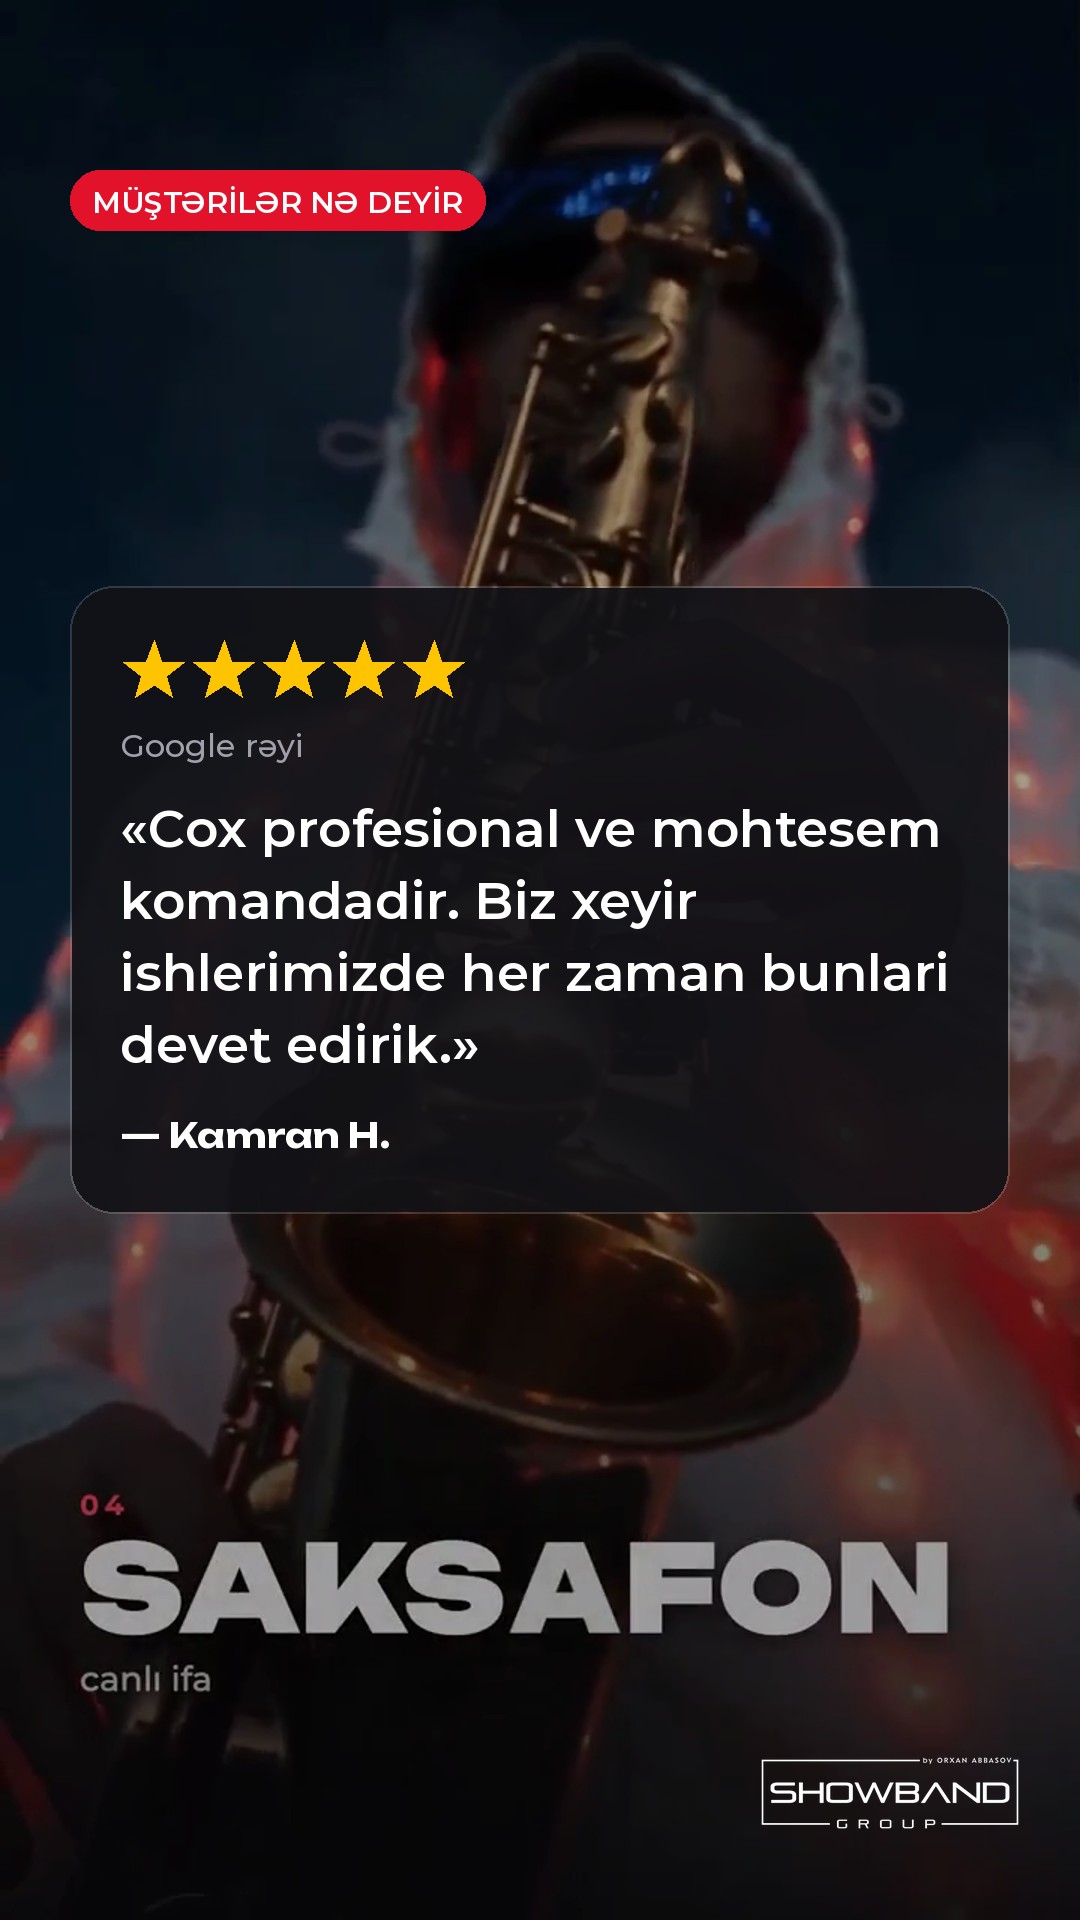 MÜŞTƏRİLƏR NƏ DEYİR
Google rəyi
«Cox profesional ve mohtesem
komandadir. Biz xeyir
ishlerimizde her zaman bunlari
devet edirik.»
— Kamran H.
04
SAKSAFON
canlı ifa
by ORXAN ABBASOV
SHOWBAND
GROUP